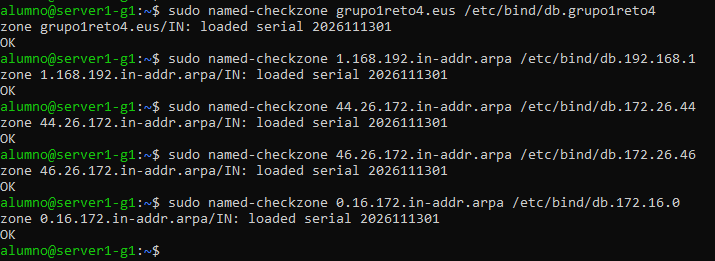 alumno@server1-g1:~$ sudo named-checkzone grupo1reto4.eus /etc/bind/db.grupo1reto4
zone grupo1reto4.eus/IN: loaded serial 2026111301
OK
alumno@server1-g1:~$ sudo named-checkzone 1.168.192.in-addr.arpa /etc/bind/db.192.168.1
zone 1.168.192.in-addr.arpa/IN: loaded serial 2026111301
OK
alumno@server1-g1:~$ sudo named-checkzone 44.26.172.in-addr.arpa /etc/bind/db.172.26.44
zone 44.26.172.in-addr.arpa/IN: loaded serial 2026111301
OK
alumno@server1-g1:~$ sudo named-checkzone 46.26.172.in-addr.arpa /etc/bind/db.172.26.46
zone 46.26.172.in-addr.arpa/IN: loaded serial 2026111301
OK
alumno@server1-g1:~$ sudo named-checkzone 0.16.172.in-addr.arpa /etc/bind/db.172.16.0
zone 0.16.172.in-addr.arpa/IN: loaded serial 2026111301
OK
alumno@server1-g1:~$